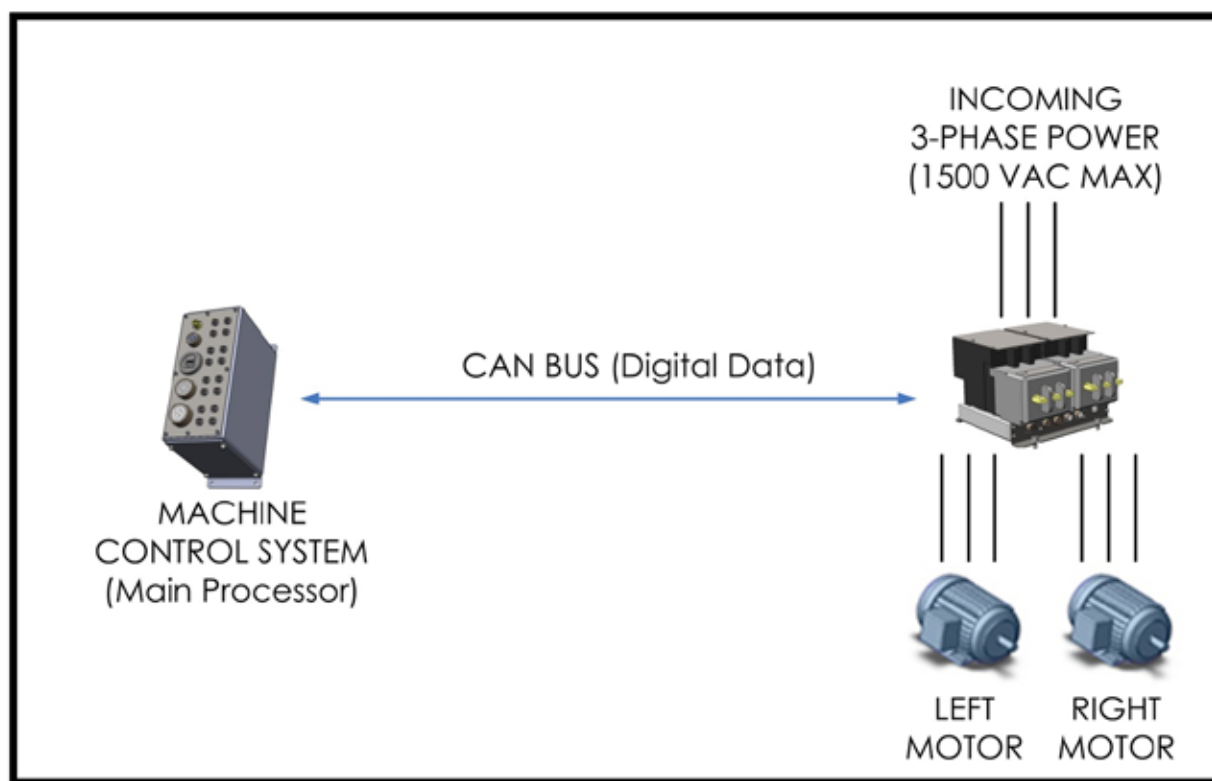 INCOMING
3-PHASE POWER
(1500 VAC MAX)
CAN BUS (Digital Data)
MACHINE
CONTROL SYSTEM
(Main Processor)
LEFT
MOTOR
RIGHT
MOTOR